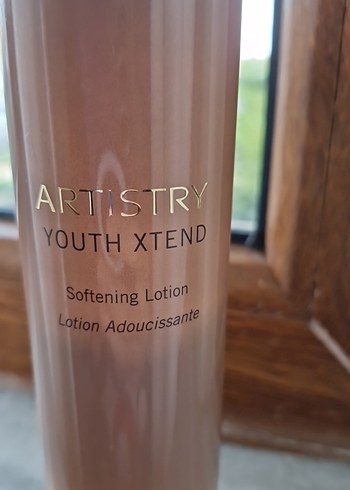 ARTISTRY
YOUTH XTEND
Softening Lotion
Lotion Adoucissante